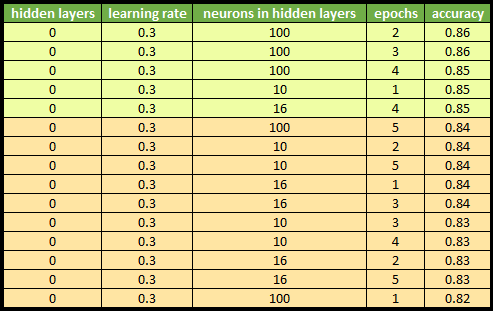 hidden layers learning rate neurons in hidden layers epochs accuracy
0 0.3 100 2 0.86
0 0.3 100 3 0.86
0 0.3 100 4 0.85
0 0.3 10 1 0.85
0 0.3 16 4 0.85
0 0.3 100 5 0.84
0 0.3 10 2 0.84
0 0.3 10 5 0.84
0 0.3 16 1 0.84
0 0.3 16 3 0.84
0 0.3 10 3 0.83
0 0.3 10 4 0.83
0 0.3 16 2 0.83
0 0.3 16 5 0.83
0 0.3 100 1 0.82